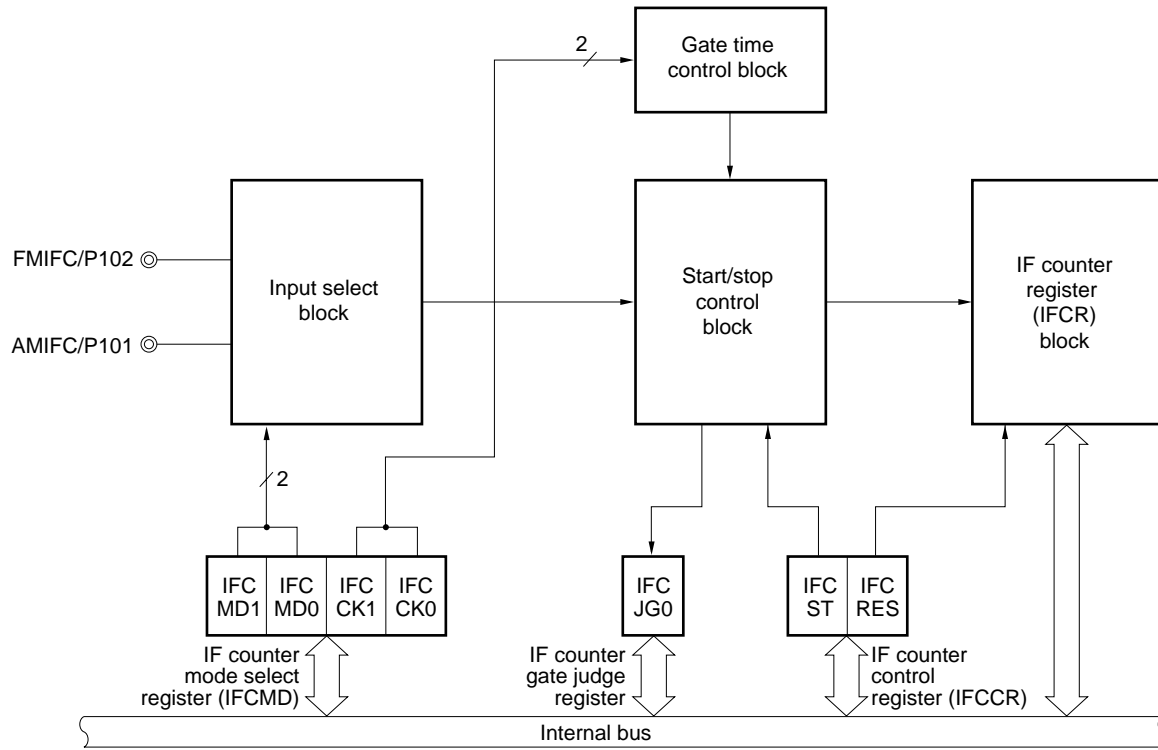 2
Gate time
control block
FMIFC/P102
AMIFC/P101
Input select
block
Start/stop
control
block
IF counter
register
(IFCR)
block
2
IFC
MD1
IFC
MD0
IFC
CK1
IFC
CK0
IFC
JG0
IFC
ST
IFC
RES
IF counter
mode select
register (IFCMD)
IF counter
gate judge
register
IF counter
control
register (IFCCR)
Internal bus